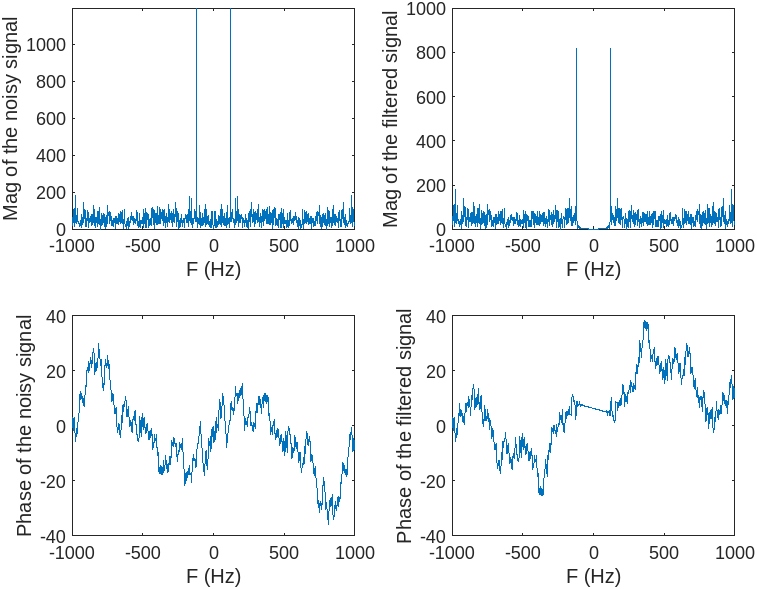 Mag of the noisy signal
1000
800
600
400
200
0
-1000 -500 0 500 1000
F (Hz)
Mag of the filtered signal
1000
800
600
400
200
0
-1000 -500 0 500 1000
F (Hz)
Phase of the noisy signal
40
20
0
-20
-40
-1000 -500 0 500 1000
F (Hz)
Phase of the filtered signal
40
20
0
-20
-40
-1000 -500 0 500 1000
F (Hz)